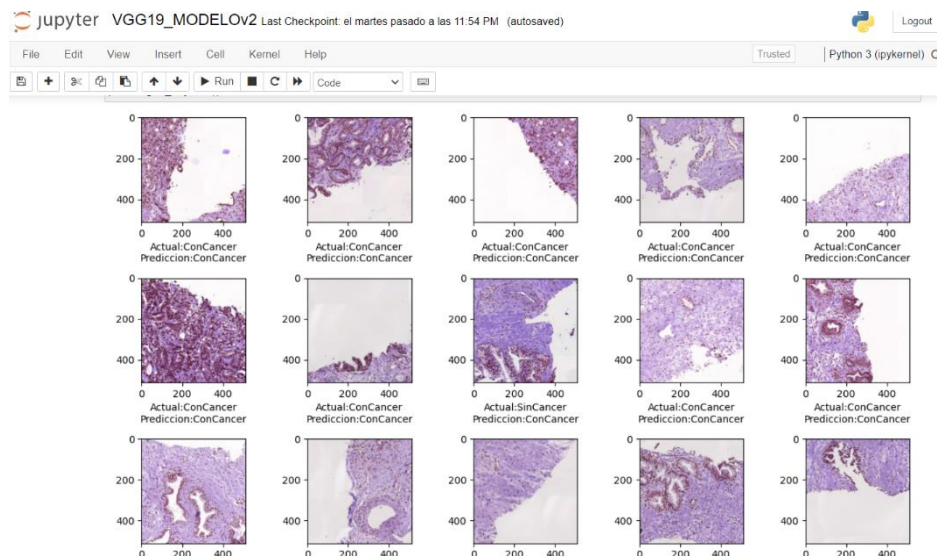 jupyter VGG19_MODELOv2 Last Checkpoint: el martes pasado a las 11:54 PM (autosaved)
Logout
File Edit View Insert Cell Kernel Help
Trusted
Python 3 (ipykernel)
Run
Code
0 0 0 0 0
200 200 200 200 200
400 400 400 400 400
0 200 400 0 200 400 0 200 400 0 200 400 0 200 400
Actual:ConCancer Actual:ConCancer Actual:ConCancer Actual:ConCancer Actual:ConCancer
Prediccion:ConCancer Prediccion:ConCancer Prediccion:ConCancer Prediccion:ConCancer Prediccion:ConCancer
0 0 0 0 0
200 200 200 200 200
400 400 400 400 400
0 200 400 0 200 400 0 200 400 0 200 400 0 200 400
Actual:ConCancer Actual:ConCancer Actual:SinCancer Actual:ConCancer Actual:ConCancer
Prediccion:ConCancer Prediccion:ConCancer Prediccion:ConCancer Prediccion:ConCancer Prediccion:ConCancer
0 0 0 0 0
200 200 200 200 200
400 400 400 400 400
0 200 400 0 200 400 0 200 400 0 200 400 0 200 400